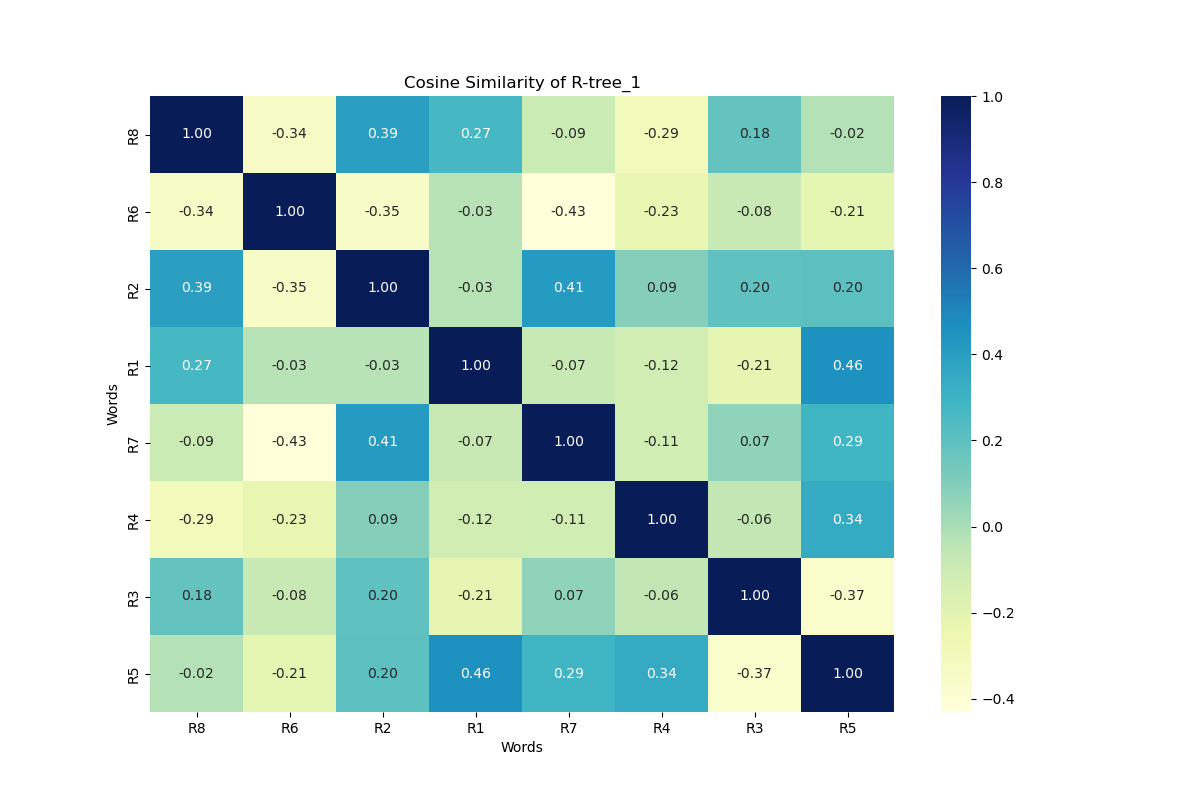 Cosine Similarity of R-tree_1
R8 1.00 -0.34 0.39 0.27 -0.09 -0.29 0.18 -0.02
R6 -0.34 1.00 -0.35 -0.03 -0.43 -0.23 -0.08 -0.21
R2 0.39 -0.35 1.00 -0.03 0.41 0.09 0.20 0.20
R1 0.27 -0.03 -0.03 1.00 -0.07 -0.12 -0.21 0.46
Words
R7 -0.09 -0.43 0.41 -0.07 1.00 -0.11 0.07 0.29
R4 -0.29 -0.23 0.09 -0.12 -0.11 1.00 -0.06 0.34
R3 0.18 -0.08 0.20 -0.21 0.07 -0.06 1.00 -0.37
R5 -0.02 -0.21 0.20 0.46 0.29 0.34 -0.37 1.00
R8 R6 R2 R1 R7 R4 R3 R5
Words
1.0
0.8
0.6
0.4
0.2
0.0
−0.2
−0.4